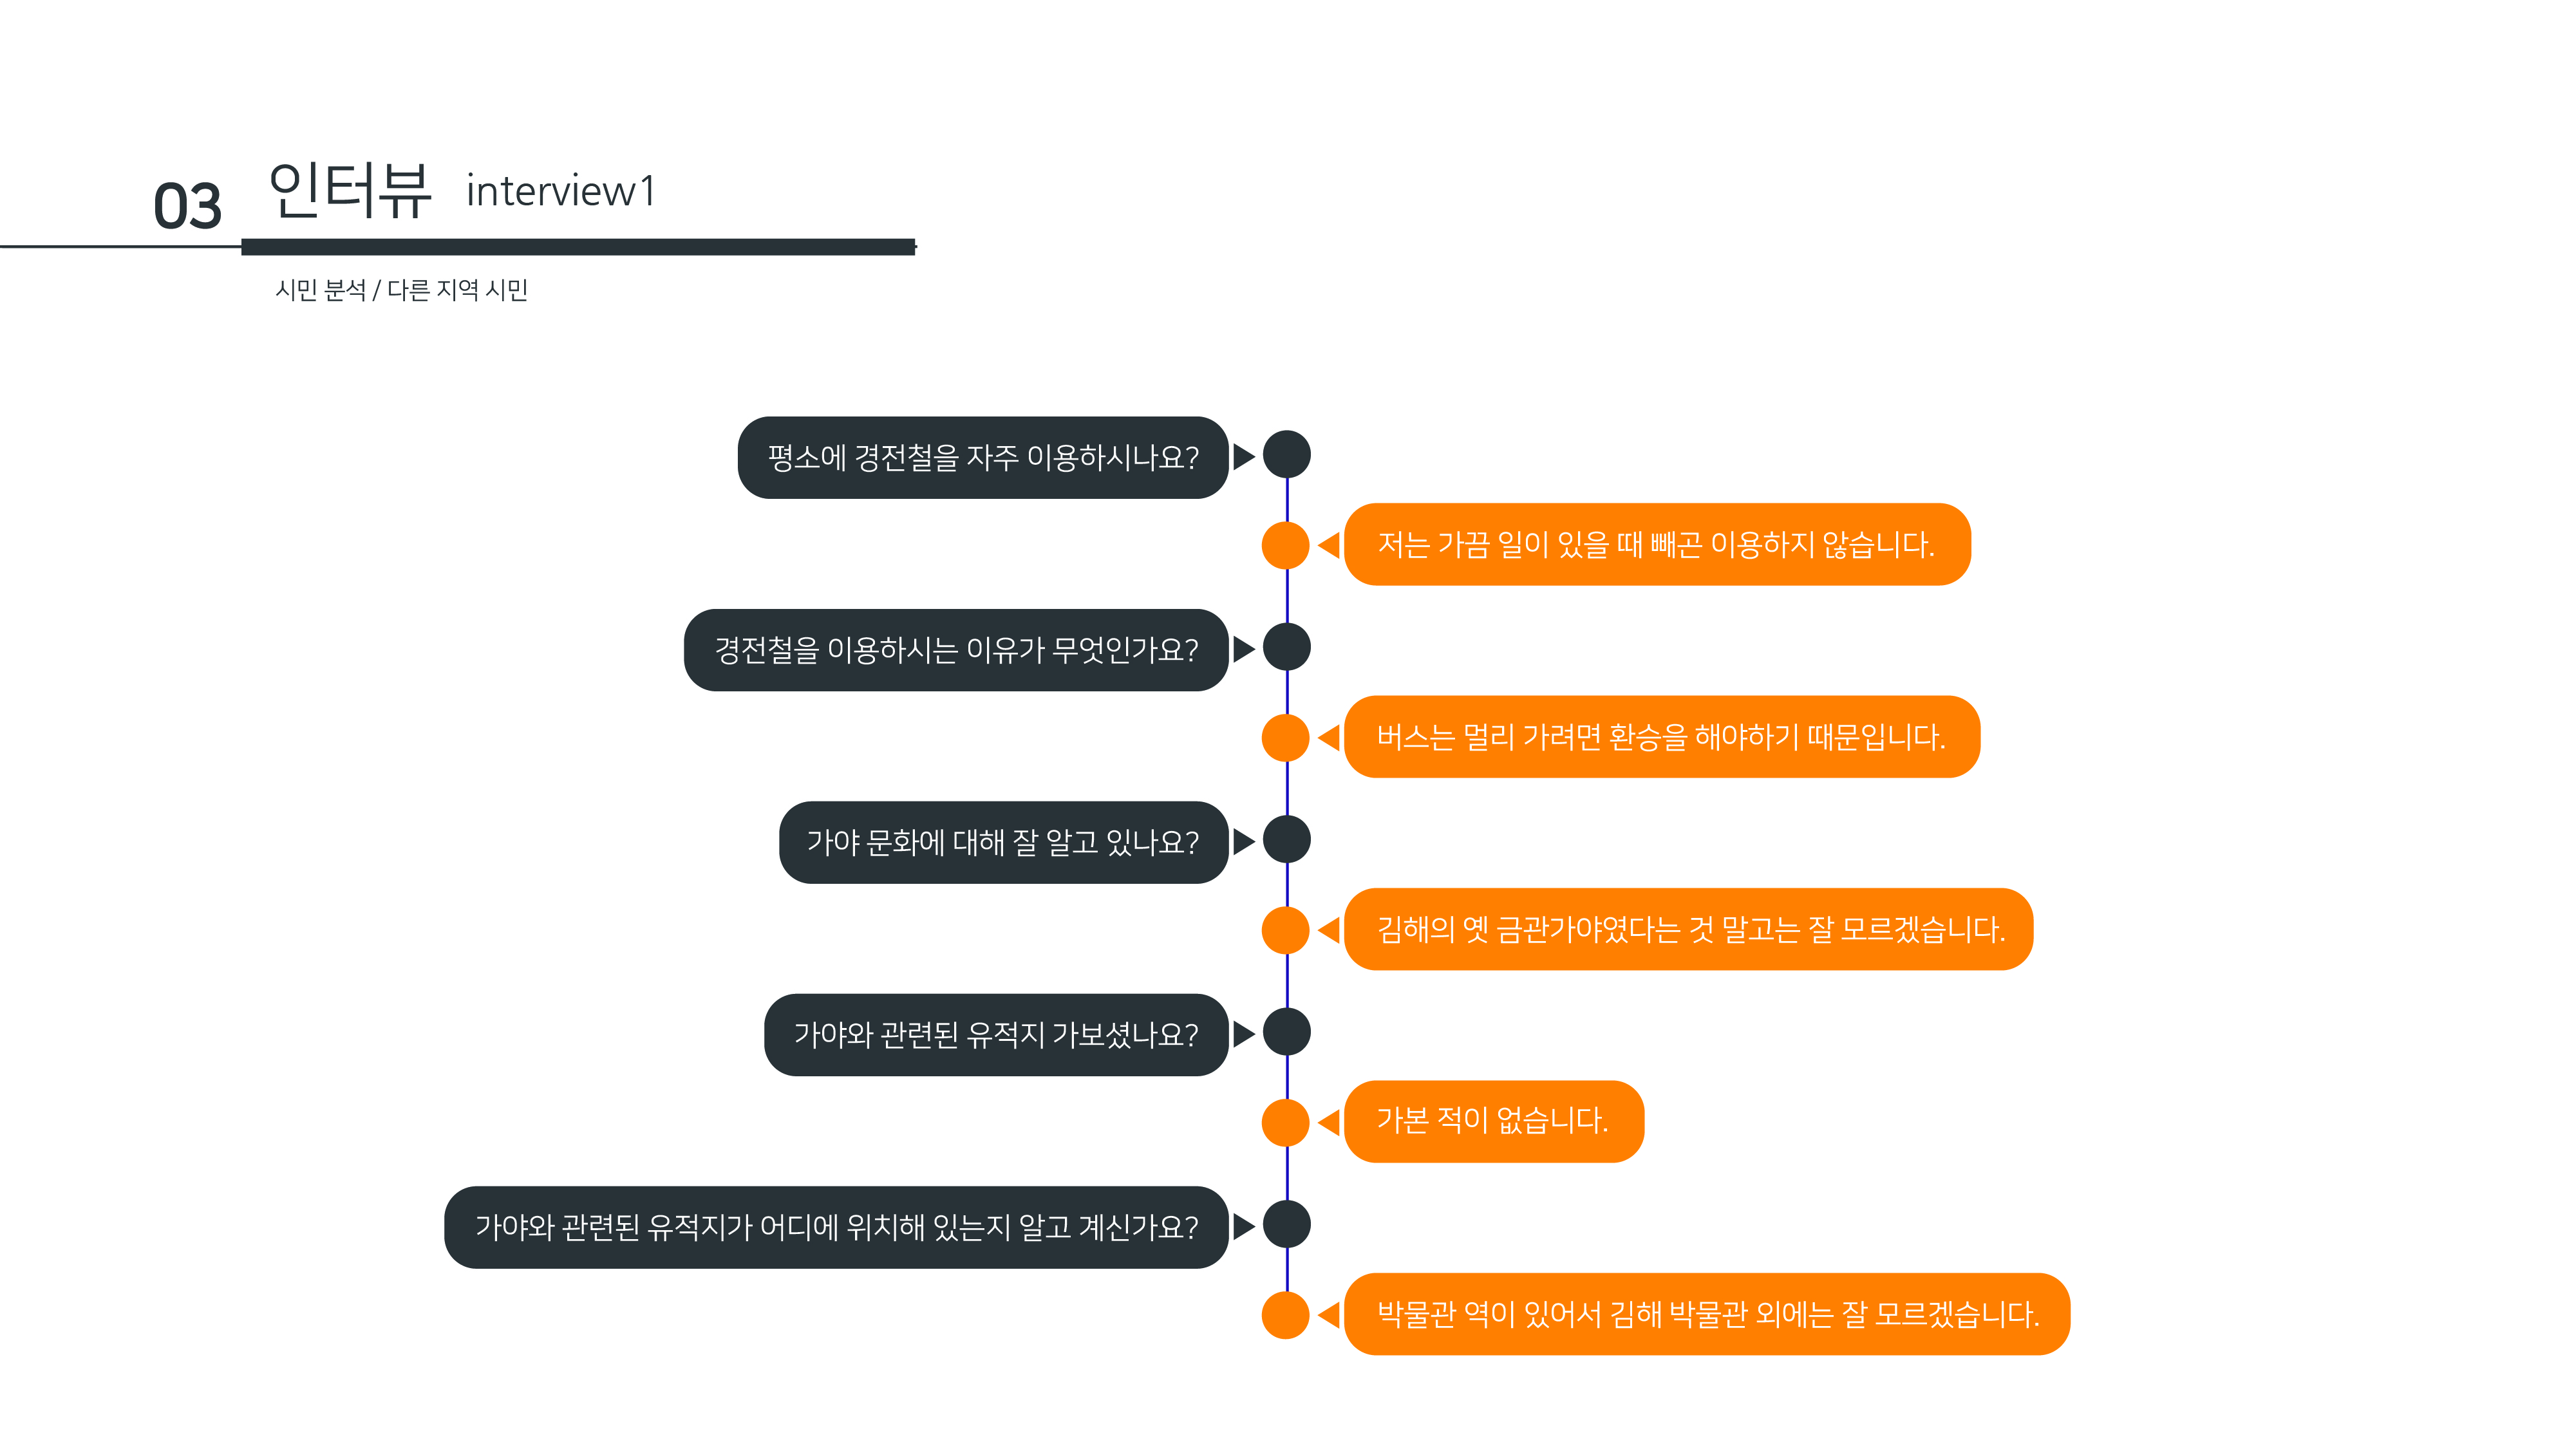 03 인터뷰 interview1
시민 분석 / 다른 지역 시민
평소에 경전철을 자주 이용하시나요?
저는 가끔 일이 있을 때 빼곤 이용하지 않습니다.
경전철을 이용하시는 이유가 무엇인가요?
버스는 멀리 가려면 환승을 해야하기 때문입니다.
가야 문화에 대해 잘 알고 있나요?
김해의 옛 금관가야였다는 것 말고는 잘 모르겠습니다.
가야와 관련된 유적지 가보셨나요?
가본 적이 없습니다.
가야와 관련된 유적지가 어디에 위치해 있는지 알고 계신가요?
박물관 역이 있어서 김해 박물관 외에는 잘 모르겠습니다.